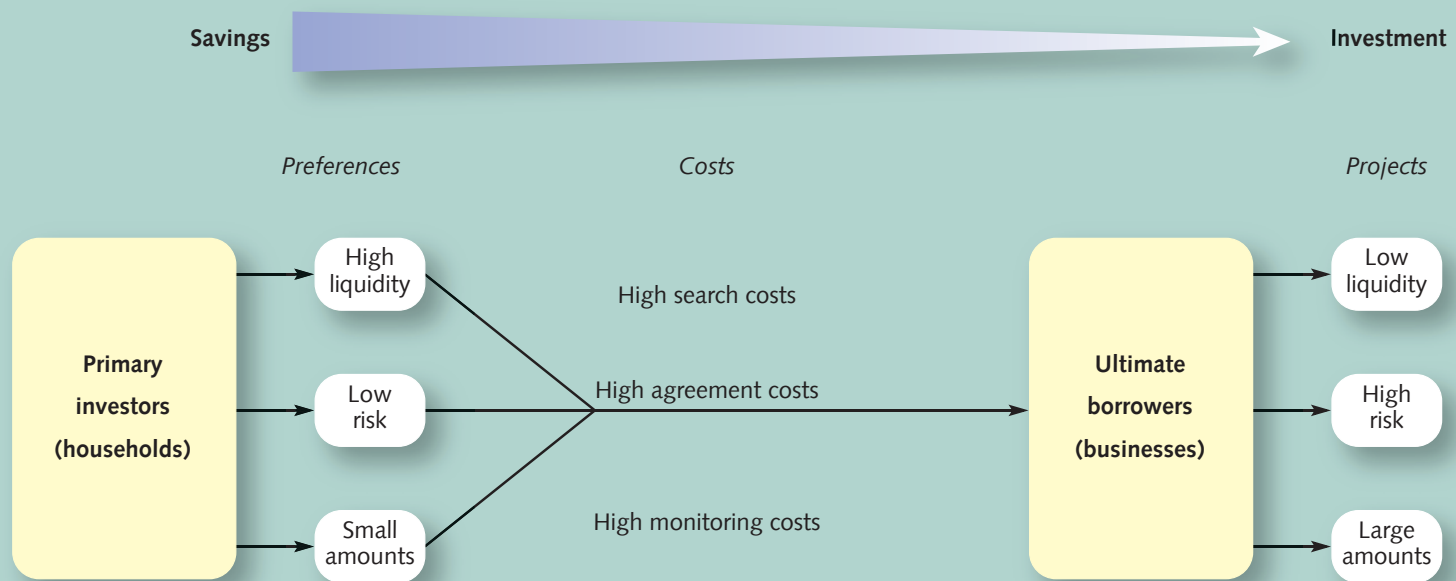 Savings
Investment
Preferences
Costs
Projects
Primary
investors
(households)
High
liquidity
Low
risk
Small
amounts
High search costs
High agreement costs
High monitoring costs
Ultimate
borrowers
(businesses)
Low
liquidity
High
risk
Large
amounts